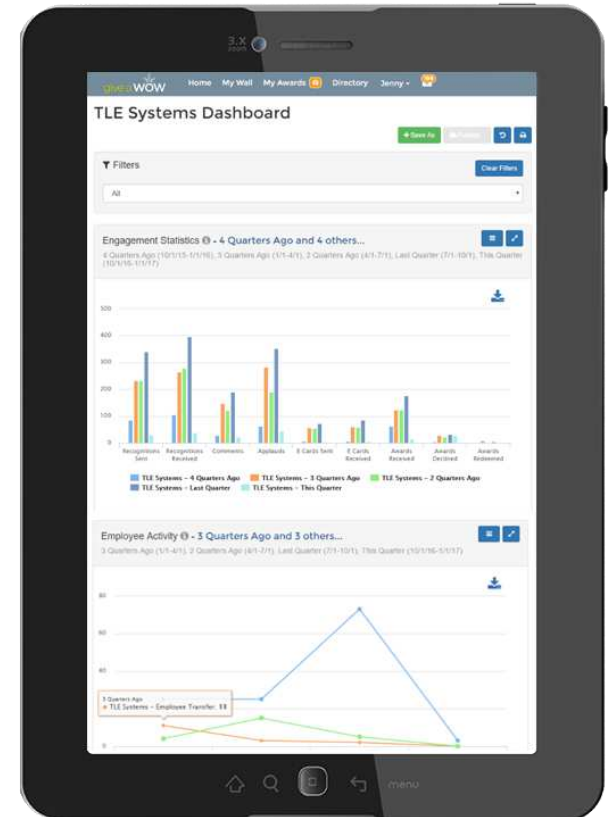 3.X
zoom
give a WOW Home My Wall My Awards Directory Jenny
TLE Systems Dashboard
+ Save As
Filters
Clear Filters
All
Engagement Statistics - 4 Quarters Ago and 4 others...
4 Quarters Ago (10/1/15-1/1/16), 3 Quarters Ago (1/1-4/1), 2 Quarters Ago (4/1-7/1), Last Quarter (7/1-10/1), This Quarter
(10/1/16-1/1/17)
500
400
300
200
100
0
Recognitions Sent
Recognitions Received
Comments
Applauds
E Cards Sent
E Cards Received
Awards Received
Awards Declined
Awards Redeemed
TLE Systems - 4 Quarters Ago TLE Systems - 3 Quarters Ago TLE Systems - 2 Quarters Ago
TLE Systems - Last Quarter TLE Systems - This Quarter
Employee Activity - 3 Quarters Ago and 3 others...
3 Quarters Ago (1/1-4/1), 2 Quarters Ago (4/1-7/1), Last Quarter (7/1-10/1), This Quarter (10/1/16-1/1/17)
80
60
40
3 Quarters Ago
TLE Systems - Employee Transfer: 11
0
menu